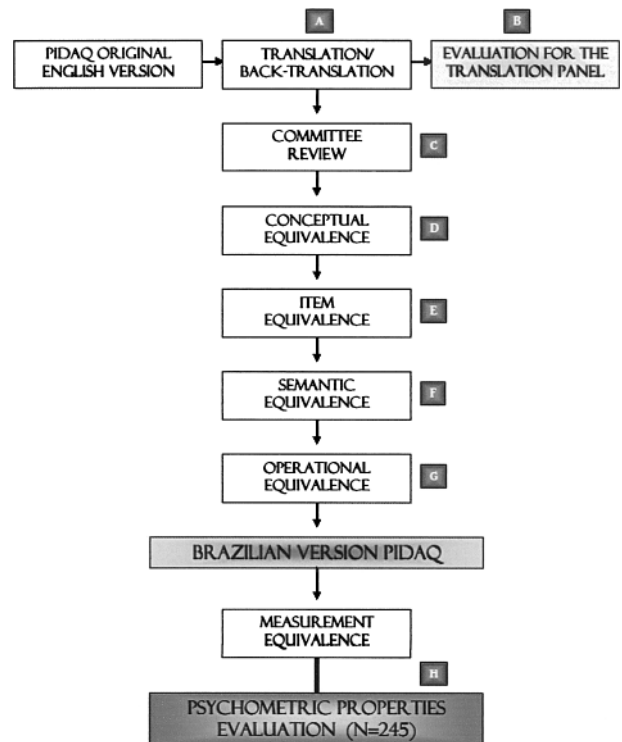 A
B
PIDAQ ORIGINAL
ENGLISH VERSION
TRANSLATION/
BACK-TRANSLATION
EVALUATION FOR THE
TRANSLATION PANEL
COMMITTEE
REVIEW
C
CONCEPTUAL
EQUIVALENCE
D
ITEM
EQUIVALENCE
E
SEMANTIC
EQUIVALENCE
F
OPERATIONAL
EQUIVALENCE
G
BRAZILIAN VERSION PIDAQ
MEASUREMENT
EQUIVALENCE
H
PSYCHOMETRIC PROPERTIES
EVALUATION (N=245)